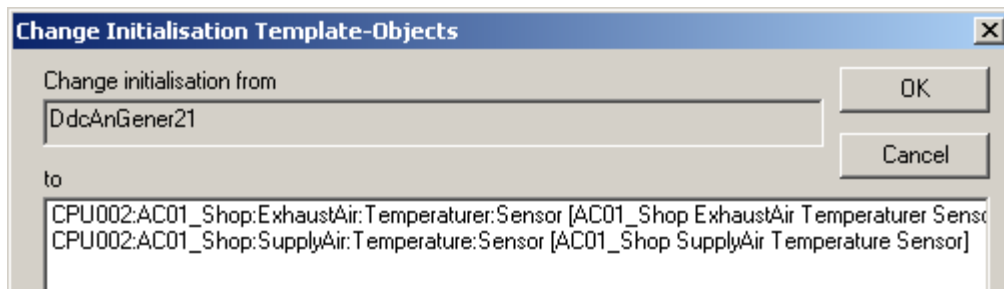 Change Initialisation Template-Objects
Change initialisation from
OK
DdcAnGener21
Cancel
to
CPU002:AC01_Shop:ExhaustAir:Temperaturer:Sensor [AC01_Shop ExhaustAir Temperaturer Senso
CPU002:AC01_Shop:SupplyAir:Temperature:Sensor [AC01_Shop SupplyAir Temperature Sensor]